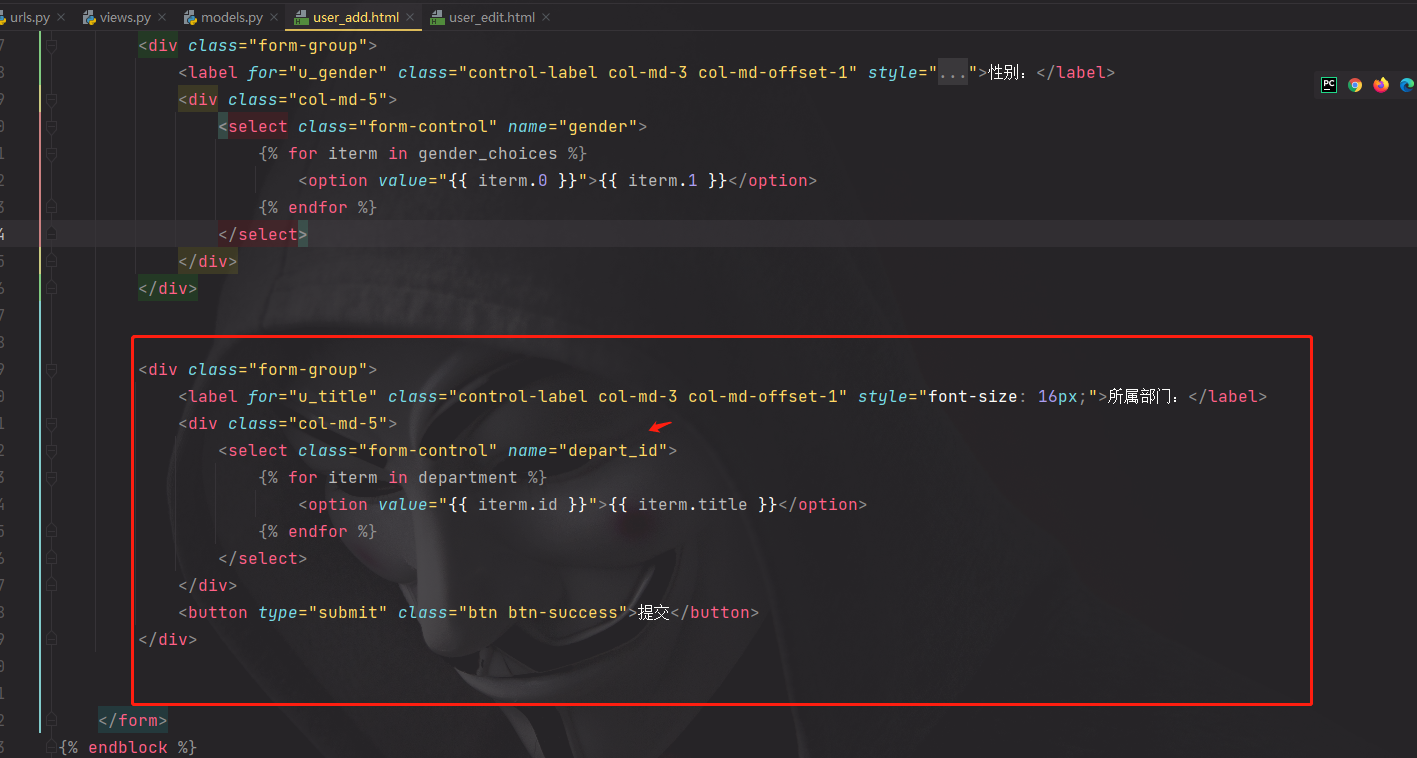 urls.py × views.py × models.py × user_add.html × user_edit.html ×
7 <div class="form-group">
8 <label for="u_gender" class="control-label col-md-3 col-md-offset-1" style="...">性别：</label>
9 <div class="col-md-5">
0 <select class="form-control" name="gender">
1 {% for iterm in gender_choices %}
2 <option value="{{ iterm.0 }}">{{ iterm.1 }}</option>
3 {% endfor %}
4 </select>
5 </div>
6 </div>
7
8
9 <div class="form-group">
0 <label for="u_title" class="control-label col-md-3 col-md-offset-1" style="font-size: 16px;">所属部门：</label>
1 <div class="col-md-5">
2 <select class="form-control" name="depart_id">
3 {% for iterm in department %}
4 <option value="{{ iterm.id }}">{{ iterm.title }}</option>
5 {% endfor %}
6 </select>
7 </div>
8 <button type="submit" class="btn btn-success">提交</button>
9 </div>
0
1
2 </form>
3 {% endblock %}
PC